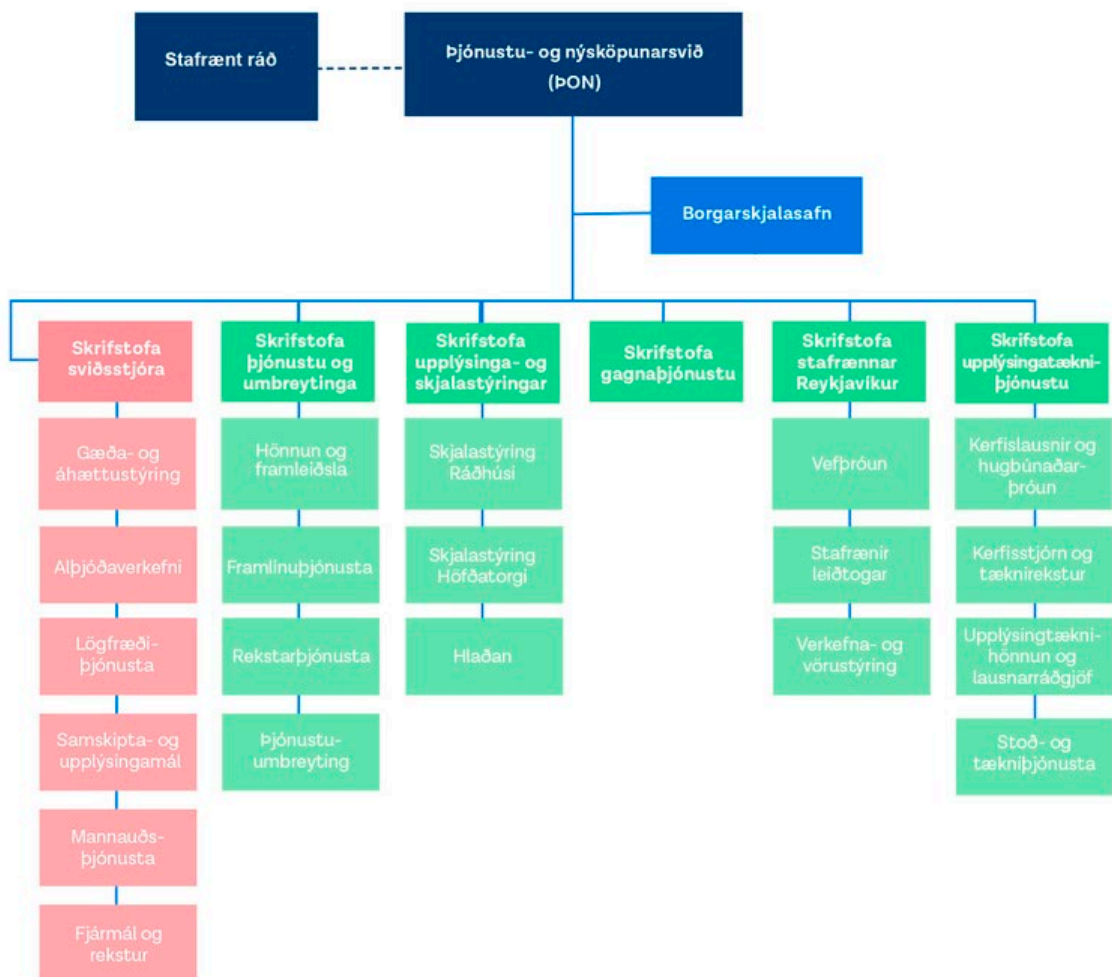 Stafrænt ráð
Þjónustu- og nýsköpunarsvið
(ÞON)
Borgarskjalasafn
Skrifstofa
sviðsstjóra
Gæða- og
áhættustýring
Alþjóðaverkefni
Lögfræði-
þjónusta
Samskipta- og
upplýsingamál
Mannauðs-
þjónusta
Fjármál og
rekstur
Skrifstofa
þjónustu og
umbreytinga
Hönnun og
framleiðsla
Framlínuþjónusta
Rekstarþjónusta
Þjónustu-
umbreyting
Skrifstofa
upplýsinga- og
skjalastýringar
Skjalastýring
Ráðhúsi
Skjalastýring
Höfðatorgi
Hlaðan
Skrifstofa
gagnaþjónustu
Skrifstofa
stafrænnar
Reykjavíkur
Vefþróun
Stafrænir
leiðtogar
Verkefna- og
vörustýring
Skrifstofa
upplýsingatækni-
þjónustu
Kerfislausnir og
hugbúnaðar-
þróun
Kerfisstjórn og
tæknirekstur
Upplýsingtækni-
hönnun og
lausnarráðgjöf
Stoð- og
tækniþjónusta